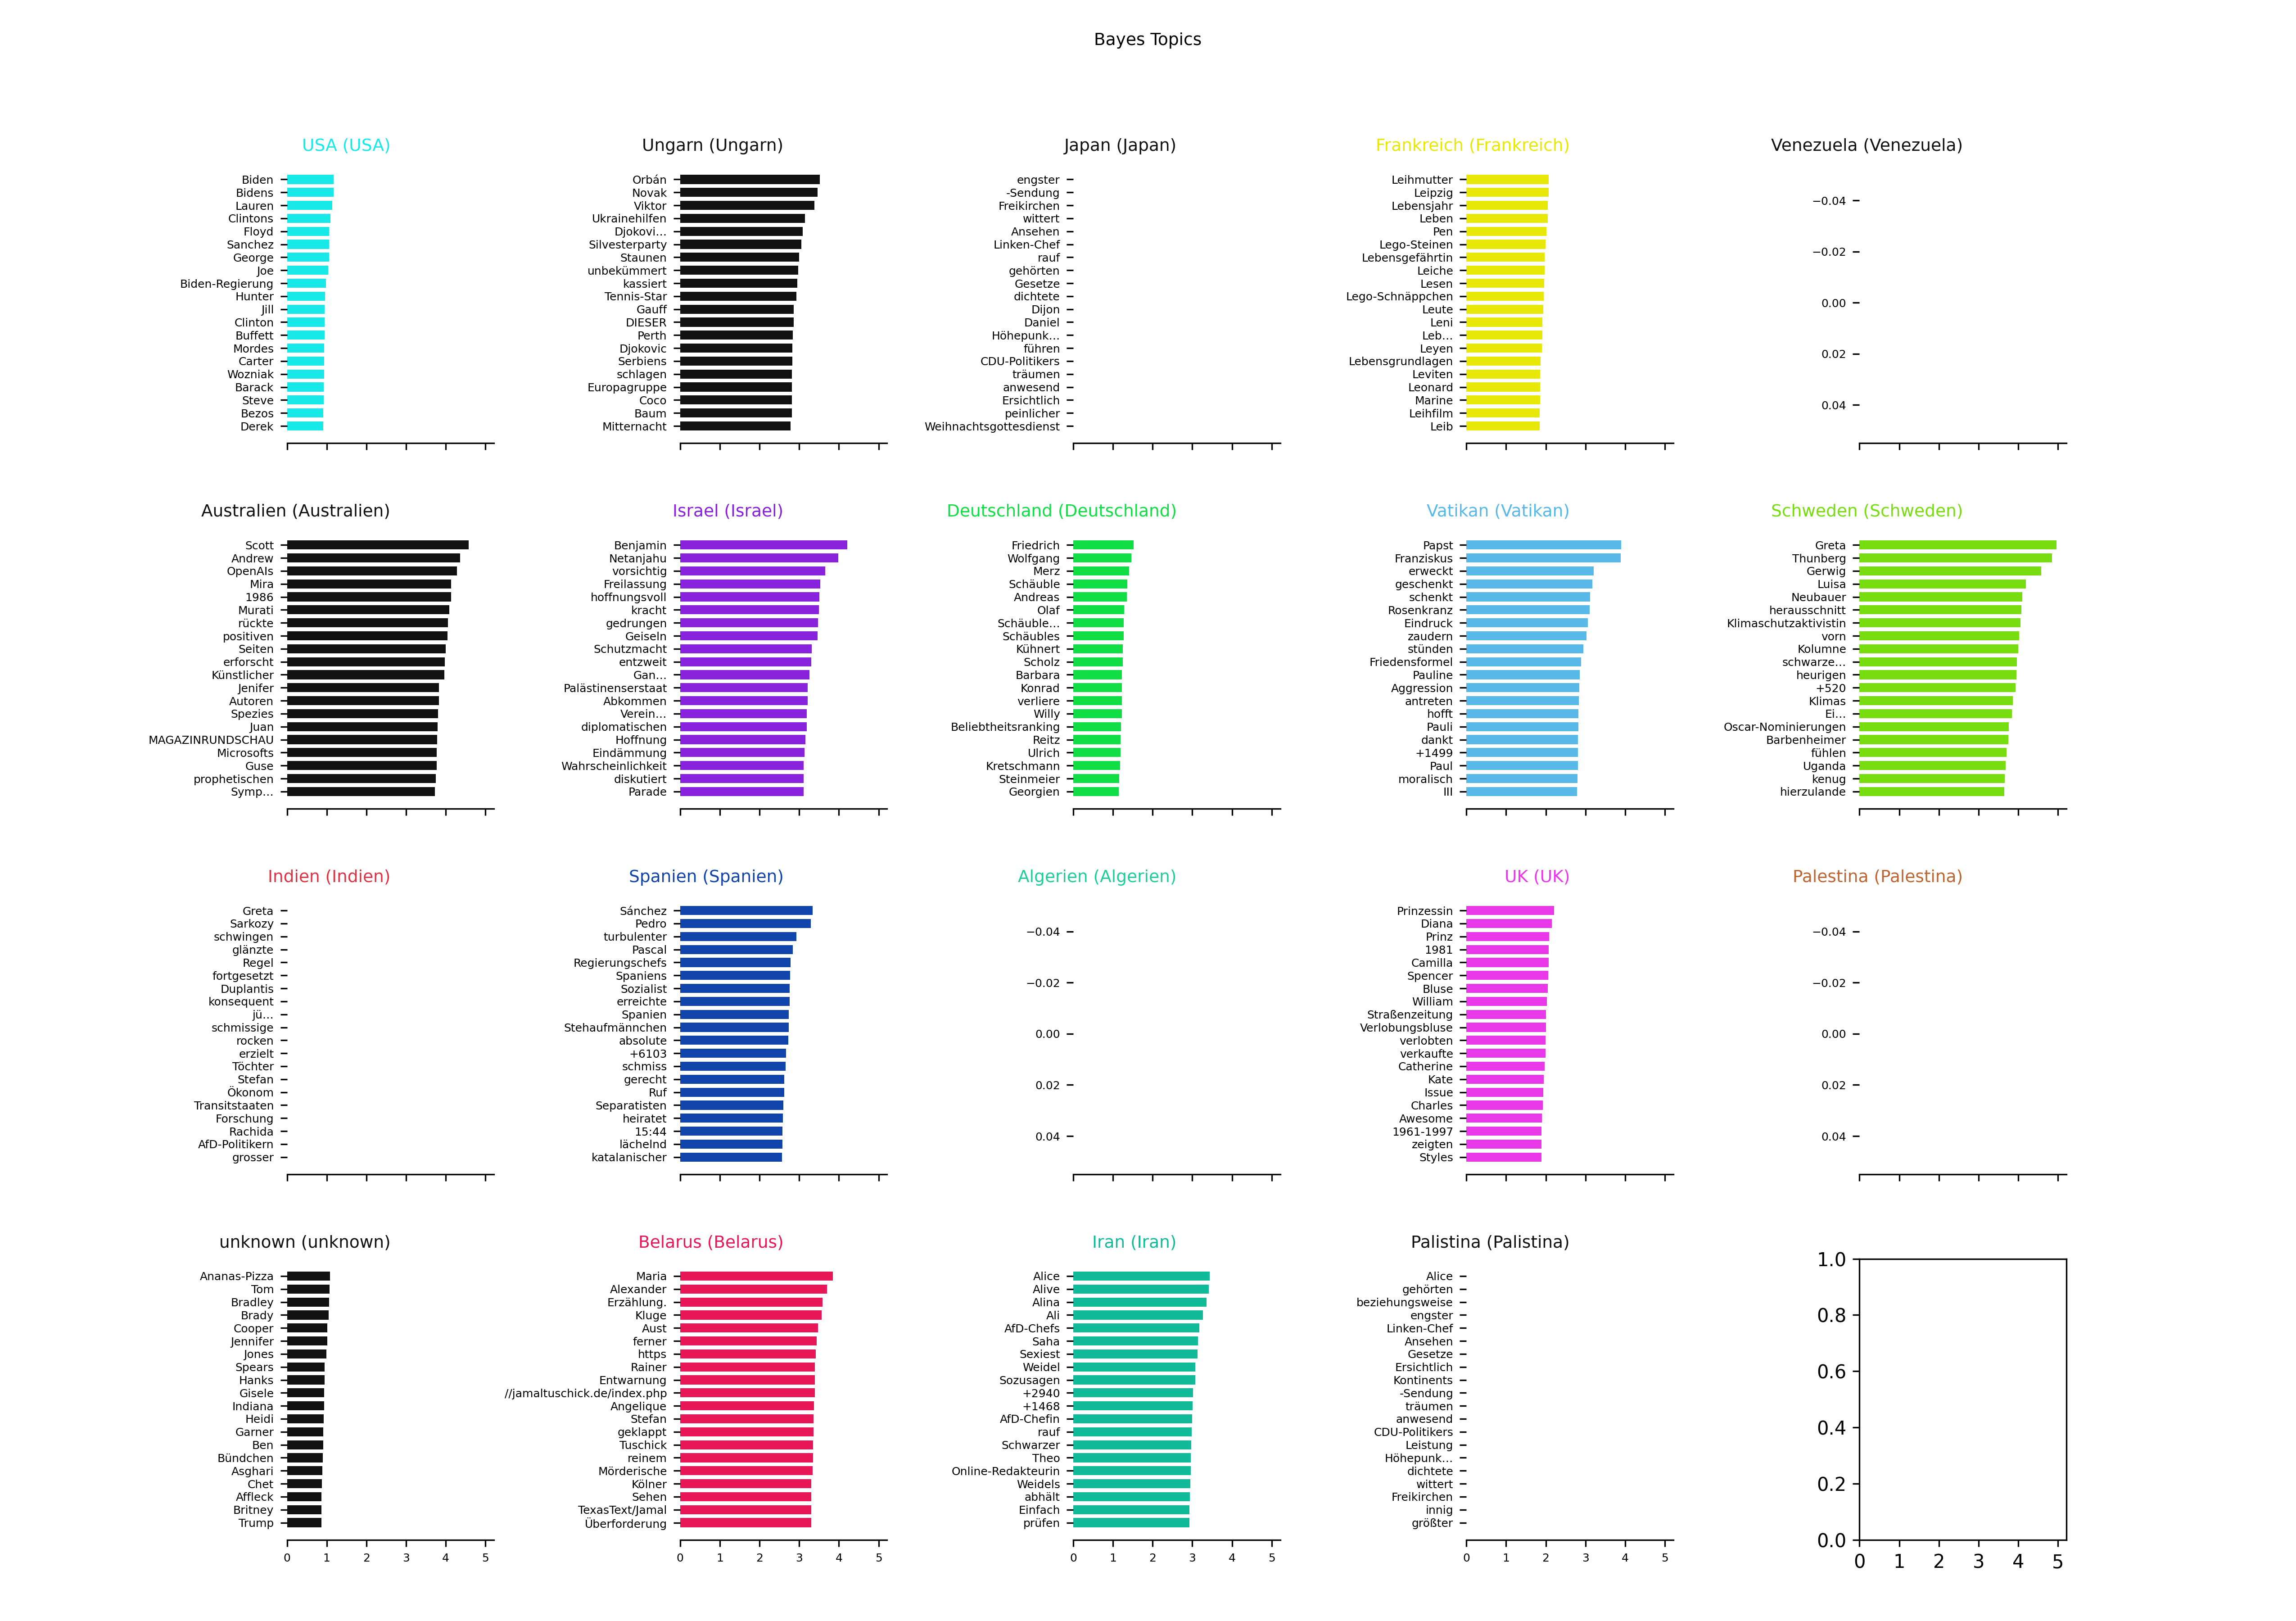 Bayes Topics
USA (USA)
Biden
Bidens
Lauren
Clintons
Floyd
Sanchez
George
Joe
Biden-Regierung
Hunter
Jill
Clinton
Buffett
Mordes
Carter
Wozniak
Barack
Steve
Bezos
Derek
Ungarn (Ungarn)
Orbán
Novak
Viktor
Ukrainehilfen
Djokovi…
Silvesterparty
Staunen
unbekümmert
kassiert
Tennis-Star
Gauff
DIESER
Perth
Djokovic
Serbiens
schlagen
Europagruppe
Coco
Baum
Mitternacht
Japan (Japan)
engster
-Sendung
Freikirchen
wittert
Ansehen
Linken-Chef
rauf
gehörten
Gesetze
dichtete
Dijon
Daniel
Höhepunk…
führen
CDU-Politikers
träumen
anwesend
Ersichtlich
peinlicher
Weihnachtsgottesdienst
Frankreich (Frankreich)
Leihmutter
Leipzig
Lebensjahr
Leben
Pen
Lego-Steinen
Lebensgefährtin
Leiche
Lesen
Lego-Schnäppchen
Leute
Leni
Leb…
Leyen
Lebensgrundlagen
Leviten
Leonard
Marine
Leihfilm
Leib
Venezuela (Venezuela)
−0.04
−0.02
0.00
0.02
0.04
Australien (Australien)
Scott
Andrew
OpenAIs
Mira
1986
Murati
rückte
positiven
Seiten
erforscht
Künstlicher
Jenifer
Autoren
Spezies
Juan
MAGAZINRUNDSCHAU
Microsofts
Guse
prophetischen
Symp…
Israel (Israel)
Benjamin
Netanjahu
vorsichtig
Freilassung
hoffnungsvoll
kracht
gedrungen
Geiseln
Schutzmacht
entzweit
Gan…
Palästinenserstaat
Abkommen
Verein…
diplomatischen
Hoffnung
Eindämmung
Wahrscheinlichkeit
diskutiert
Parade
Deutschland (Deutschland)
Friedrich
Wolfgang
Merz
Schäuble
Andreas
Olaf
Schäuble…
Schäubles
Kühnert
Scholz
Barbara
Konrad
verliere
Willy
Beliebtheitsranking
Reitz
Ulrich
Kretschmann
Steinmeier
Georgien
Vatikan (Vatikan)
Papst
Franziskus
erweckt
geschenkt
schenkt
Rosenkranz
Eindruck
zaudern
stünden
Friedensformel
Pauline
Aggression
antreten
hofft
Pauli
dankt
+1499
Paul
moralisch
III
Schweden (Schweden)
Greta
Thunberg
Gerwig
Luisa
Neubauer
herausschnitt
Klimaschutzaktivistin
vorn
Kolumne
schwarze…
heurigen
+520
Klimas
Ei…
Oscar-Nominierungen
Barbenheimer
fühlen
Uganda
kenug
hierzulande
Indien (Indien)
Greta
Sarkozy
schwingen
glänzte
Regel
fortgesetzt
Duplantis
konsequent
jü…
schmissige
rocken
erzielt
Töchter
Stefan
Ökonom
Transitstaaten
Forschung
Rachida
AfD-Politikern
grosser
Spanien (Spanien)
Sánchez
Pedro
turbulenter
Pascal
Regierungschefs
Spaniens
Sozialist
erreichte
Spanien
Stehaufmännchen
absolute
+6103
schmiss
gerecht
Ruf
Separatisten
heiratet
15:44
lächelnd
katalanischer
Algerien (Algerien)
−0.04
−0.02
0.00
0.02
0.04
UK (UK)
Prinzessin
Diana
Prinz
1981
Camilla
Spencer
Bluse
William
Straßenzeitung
Verlobungsbluse
verlobten
verkaufte
Catherine
Kate
Issue
Charles
Awesome
1961-1997
zeigten
Styles
Palestina (Palestina)
−0.04
−0.02
0.00
0.02
0.04
unknown (unknown)
Ananas-Pizza
Tom
Bradley
Brady
Cooper
Jennifer
Jones
Spears
Hanks
Gisele
Indiana
Heidi
Garner
Ben
Bündchen
Asghari
Chet
Affleck
Britney
Trump
0 1 2 3 4 5
Belarus (Belarus)
Maria
Alexander
Erzählung.
Kluge
Aust
ferner
https
Rainer
Entwarnung
//jamaltuschick.de/index.php
Angelique
Stefan
geklappt
Tuschick
reinem
Mörderische
Kölner
Sehen
TexasText/Jamal
Überforderung
0 1 2 3 4 5
Iran (Iran)
Alice
Alive
Alina
Ali
AfD-Chefs
Saha
Sexiest
Weidel
Sozusagen
+2940
+1468
AfD-Chefin
rauf
Schwarzer
Theo
Online-Redakteurin
Weidels
abhält
Einfach
prüfen
0 1 2 3 4 5
Palistina (Palistina)
Alice
gehörten
beziehungsweise
engster
Linken-Chef
Ansehen
Gesetze
Ersichtlich
Kontinents
-Sendung
träumen
anwesend
CDU-Politikers
Leistung
Höhepunk…
dichtete
wittert
Freikirchen
innig
größter
0 1 2 3 4 5
1.0
0.8
0.6
0.4
0.2
0.0
0 1 2 3 4 5